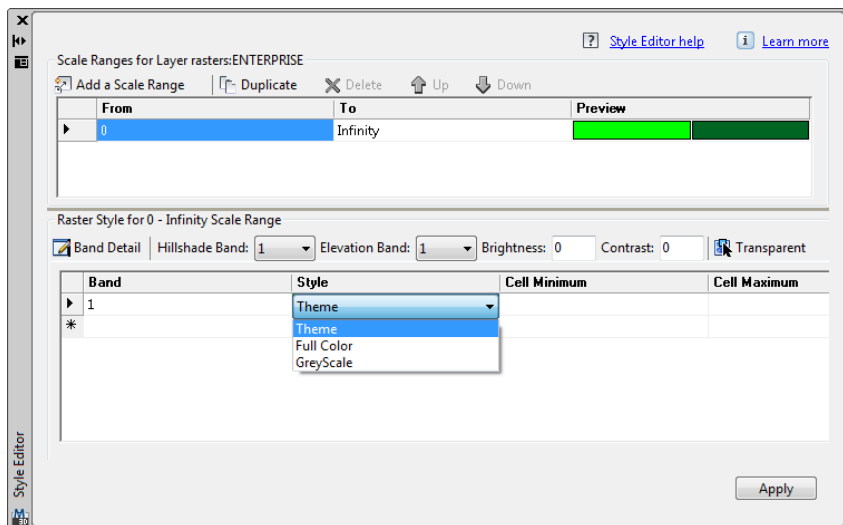 Style Editor help Learn more
Scale Ranges for Layer rasters:ENTERPRISE
Add a Scale Range Duplicate Delete Up Down
From To Preview
0 Infinity
Raster Style for 0 - Infinity Scale Range
Band Detail Hillshade Band: 1 Elevation Band: 1 Brightness: 0 Contrast: 0 Transparent
Band Style Cell Minimum Cell Maximum
1 Theme
Theme
Full Color
GreyScale
Apply
Style Editor
M
3D